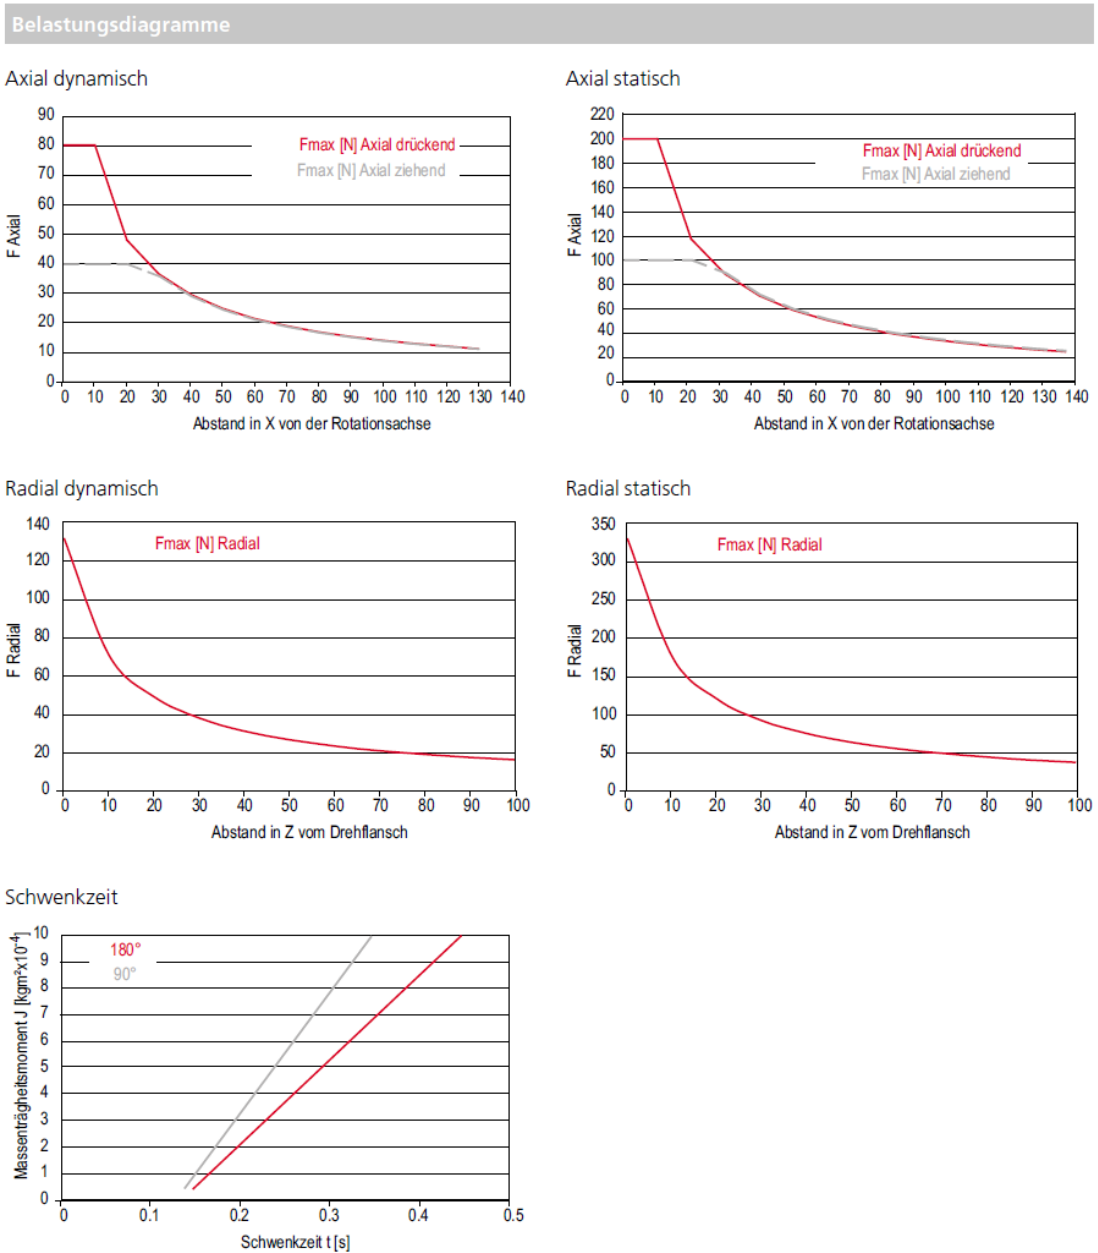 Belastungsdiagramme
Axial dynamisch
90
80
70
60
50
40
30
20
10
0
F Axial
Fmax [N] Axial drückend
Fmax [N] Axial ziehend
0 10 20 30 40 50 60 70 80 90 100 110 120 130 140
Abstand in X von der Rotationsachse
Axial statisch
220
200
180
160
140
120
100
80
60
40
20
0
F Axial
Fmax [N] Axial drückend
Fmax [N] Axial ziehend
0 10 20 30 40 50 60 70 80 90 100 110 120 130 140
Abstand in X von der Rotationsachse
Radial dynamisch
140
120
100
80
60
40
20
0
F Radial
Fmax [N] Radial
0 10 20 30 40 50 60 70 80 90 100
Abstand in Z vom Drehflansch
Radial statisch
350
300
250
200
150
100
50
0
F Radial
Fmax [N] Radial
0 10 20 30 40 50 60 70 80 90 100
Abstand in Z vom Drehflansch
Schwenkzeit
10
9
8
7
6
5
4
3
2
1
0
Massenträgheitsmoment J [kgm²x10⁻⁴]
180°
90°
0 0.1 0.2 0.3 0.4 0.5
Schwenkzeit t [s]